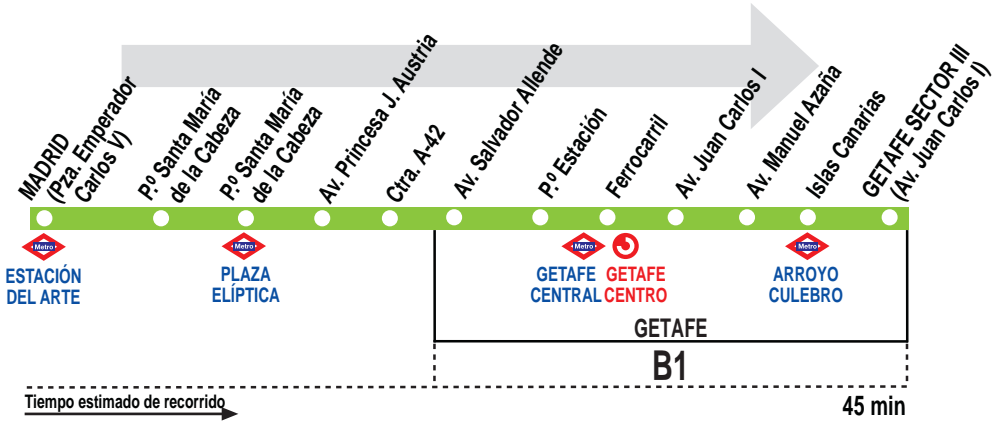 MADRID
(Pza. Emperador
Carlos V)
P.º Santa María
de la Cabeza
P.º Santa María
de la Cabeza
Av. Princesa J. Austria
Ctra. A-42
Av. Salvador Allende
P.º Estación
Ferrocarril
Av. Juan Carlos I
Av. Manuel Azaña
Islas Canarias
GETAFE SECTOR III
(Av. Juan Carlos I)
Metro
Metro
Metro
Metro
ESTACIÓN
DEL ARTE
PLAZA
ELÍPTICA
GETAFE
CENTRAL
GETAFE
CENTRO
ARROYO
CULEBRO
GETAFE
B1
Tiempo estimado de recorrido
45 min